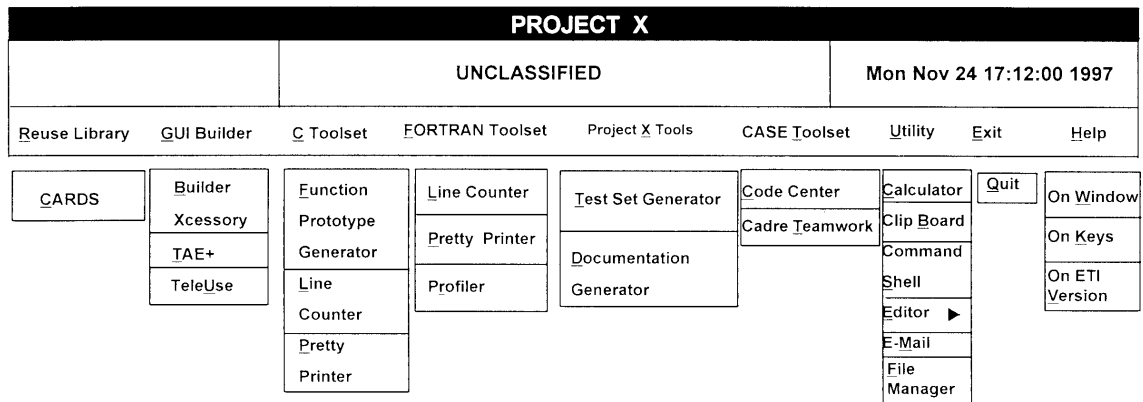 PROJECT X
UNCLASSIFIED
Mon Nov 24 17:12:00 1997
Reuse Library
GUI Builder
C Toolset
FORTRAN Toolset
Project X Tools
CASE Toolset
Utility
Exit
Help
CARDS
Builder
Xcessory
TAE+
TeleUse
Function
Prototype
Generator
Line
Counter
Pretty
Printer
Line Counter
Pretty Printer
Profiler
Test Set Generator
Documentation
Generator
Code Center
Cadre Teamwork
Calculator
Clip Board
Command
Shell
Editor ▶
E-Mail
File
Manager
Quit
On Window
On Keys
On ETI
Version